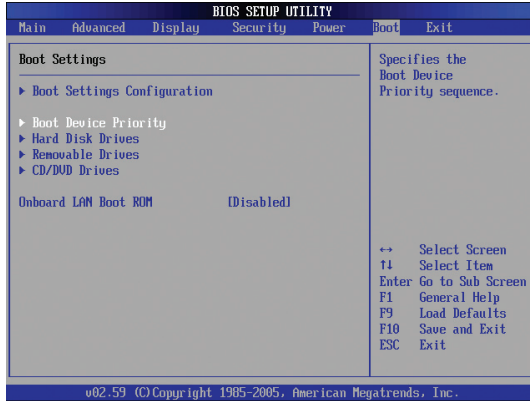 BIOS SETUP UTILITY
Main Advanced Display Security Power Boot Exit
Boot Settings
▶ Boot Settings Configuration
▶ Boot Device Priority
▶ Hard Disk Drives
▶ Removable Drives
▶ CD/DVD Drives
Onboard LAN Boot ROM [Disabled]
Specifies the
Boot Device
Priority sequence.
↔ Select Screen
↑↓ Select Item
Enter Go to Sub Screen
F1 General Help
F9 Load Defaults
F10 Save and Exit
ESC Exit
v02.59 (C)Copyright 1985-2005, American Megatrends, Inc.